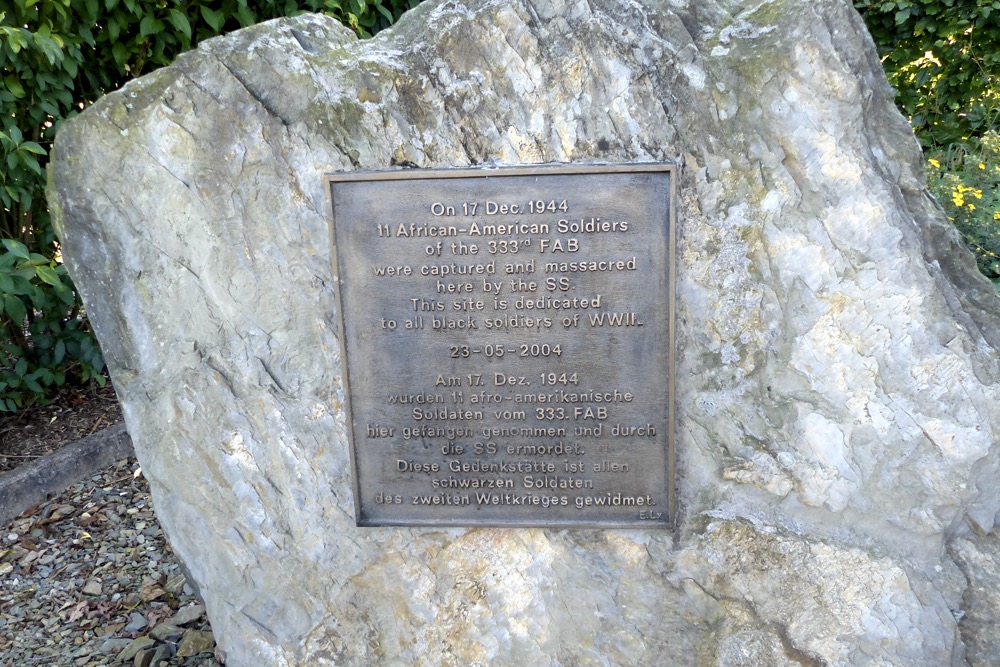 On 17 Dec. 1944
11 African-American Soldiers
of the 333rd FAB
were captured and massacred
here by the SS.
This site is dedicated
to all black soldiers of WWII.
23-05-2004
Am 17. Dez. 1944
wurden 11 afro-amerikanische
Soldaten vom 333. FAB
hier gefangen genommen und durch
die SS ermordet.
Diese Gedenkstätte ist allen
schwarzen Soldaten
des zweiten Weltkrieges gewidmet.
E.Ly